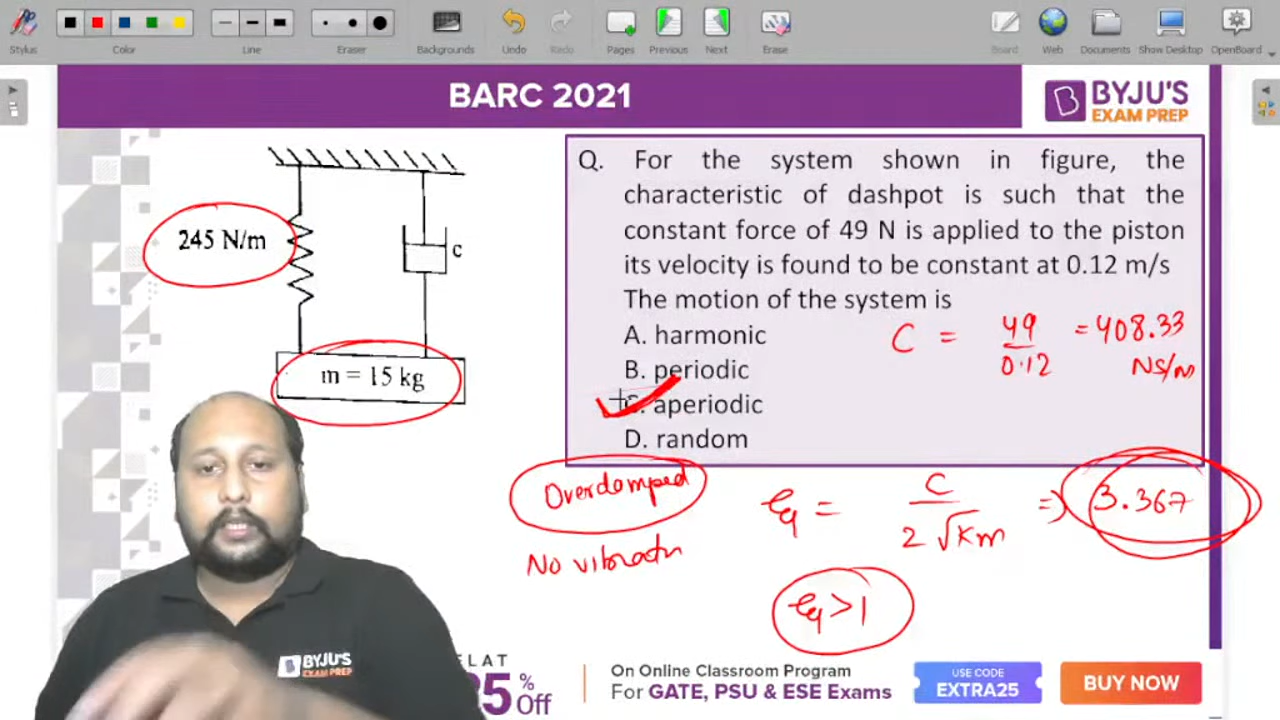 Stylus
Color
Line
Eraser
Backgrounds
Undo
Redo
Pages
Previous
Next
Erase
Board
Web
Documents
Show Desktop
OpenBoard
BARC 2021
BYJU'S
EXAM PREP
245 N/m
c
m = 15 kg
Q. For the system shown in figure, the
characteristic of dashpot is such that the
constant force of 49 N is applied to the piston
its velocity is found to be constant at 0.12 m/s
The motion of the system is
A. harmonic
B. periodic
C. aperiodic
D. random
C = 49/0.12 = 408.33
NS/m
Overdamped
No vibratn
ξ = C/2√Km ⇒ 3.367
ξ > 1
BYJU'S
EXAM PREP
FLAT
% Off
On Online Classroom Program
For GATE, PSU & ESE Exams
USE CODE
EXTRA25
BUY NOW